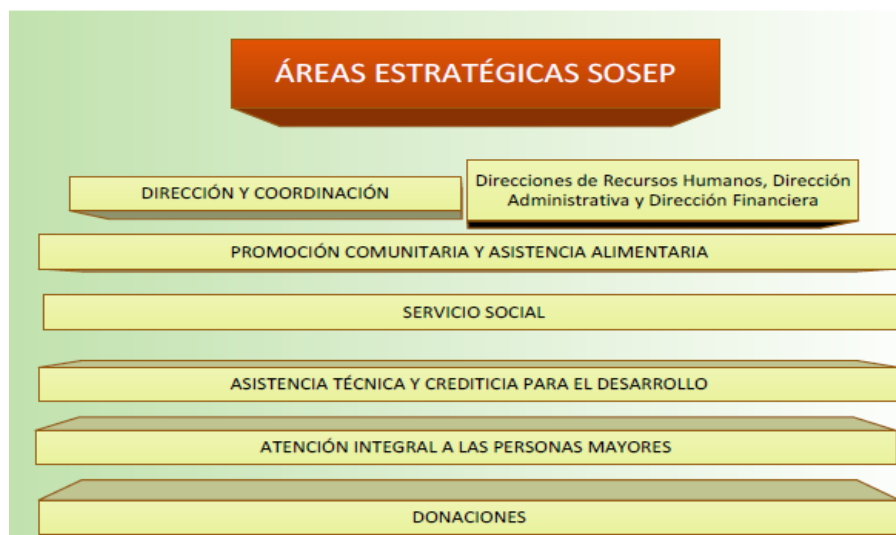 ÁREAS ESTRATÉGICAS SOSEP
DIRECCIÓN Y COORDINACIÓN
Direcciones de Recursos Humanos, Dirección
Administrativa y Dirección Financiera
PROMOCIÓN COMUNITARIA Y ASISTENCIA ALIMENTARIA
SERVICIO SOCIAL
ASISTENCIA TÉCNICA Y CREDITICIA PARA EL DESARROLLO
ATENCIÓN INTEGRAL A LAS PERSONAS MAYORES
DONACIONES